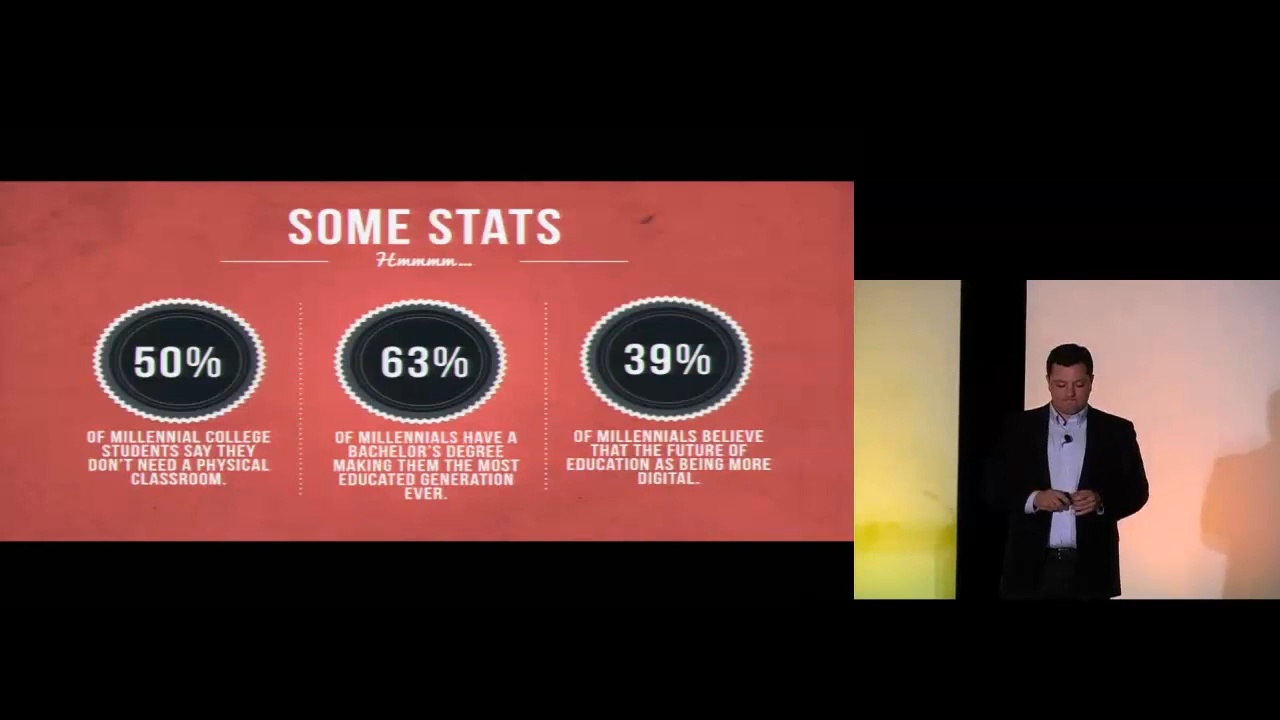 SOME STATS
Hmmmm...
50%
OF MILLENNIAL COLLEGE
STUDENTS SAY THEY
DON'T NEED A PHYSICAL
CLASSROOM.
63%
OF MILLENNIALS HAVE A
BACHELOR'S DEGREE
MAKING THEM THE MOST
EDUCATED GENERATION
EVER.
39%
OF MILLENNIALS BELIEVE
THAT THE FUTURE OF
EDUCATION AS BEING MORE
DIGITAL.